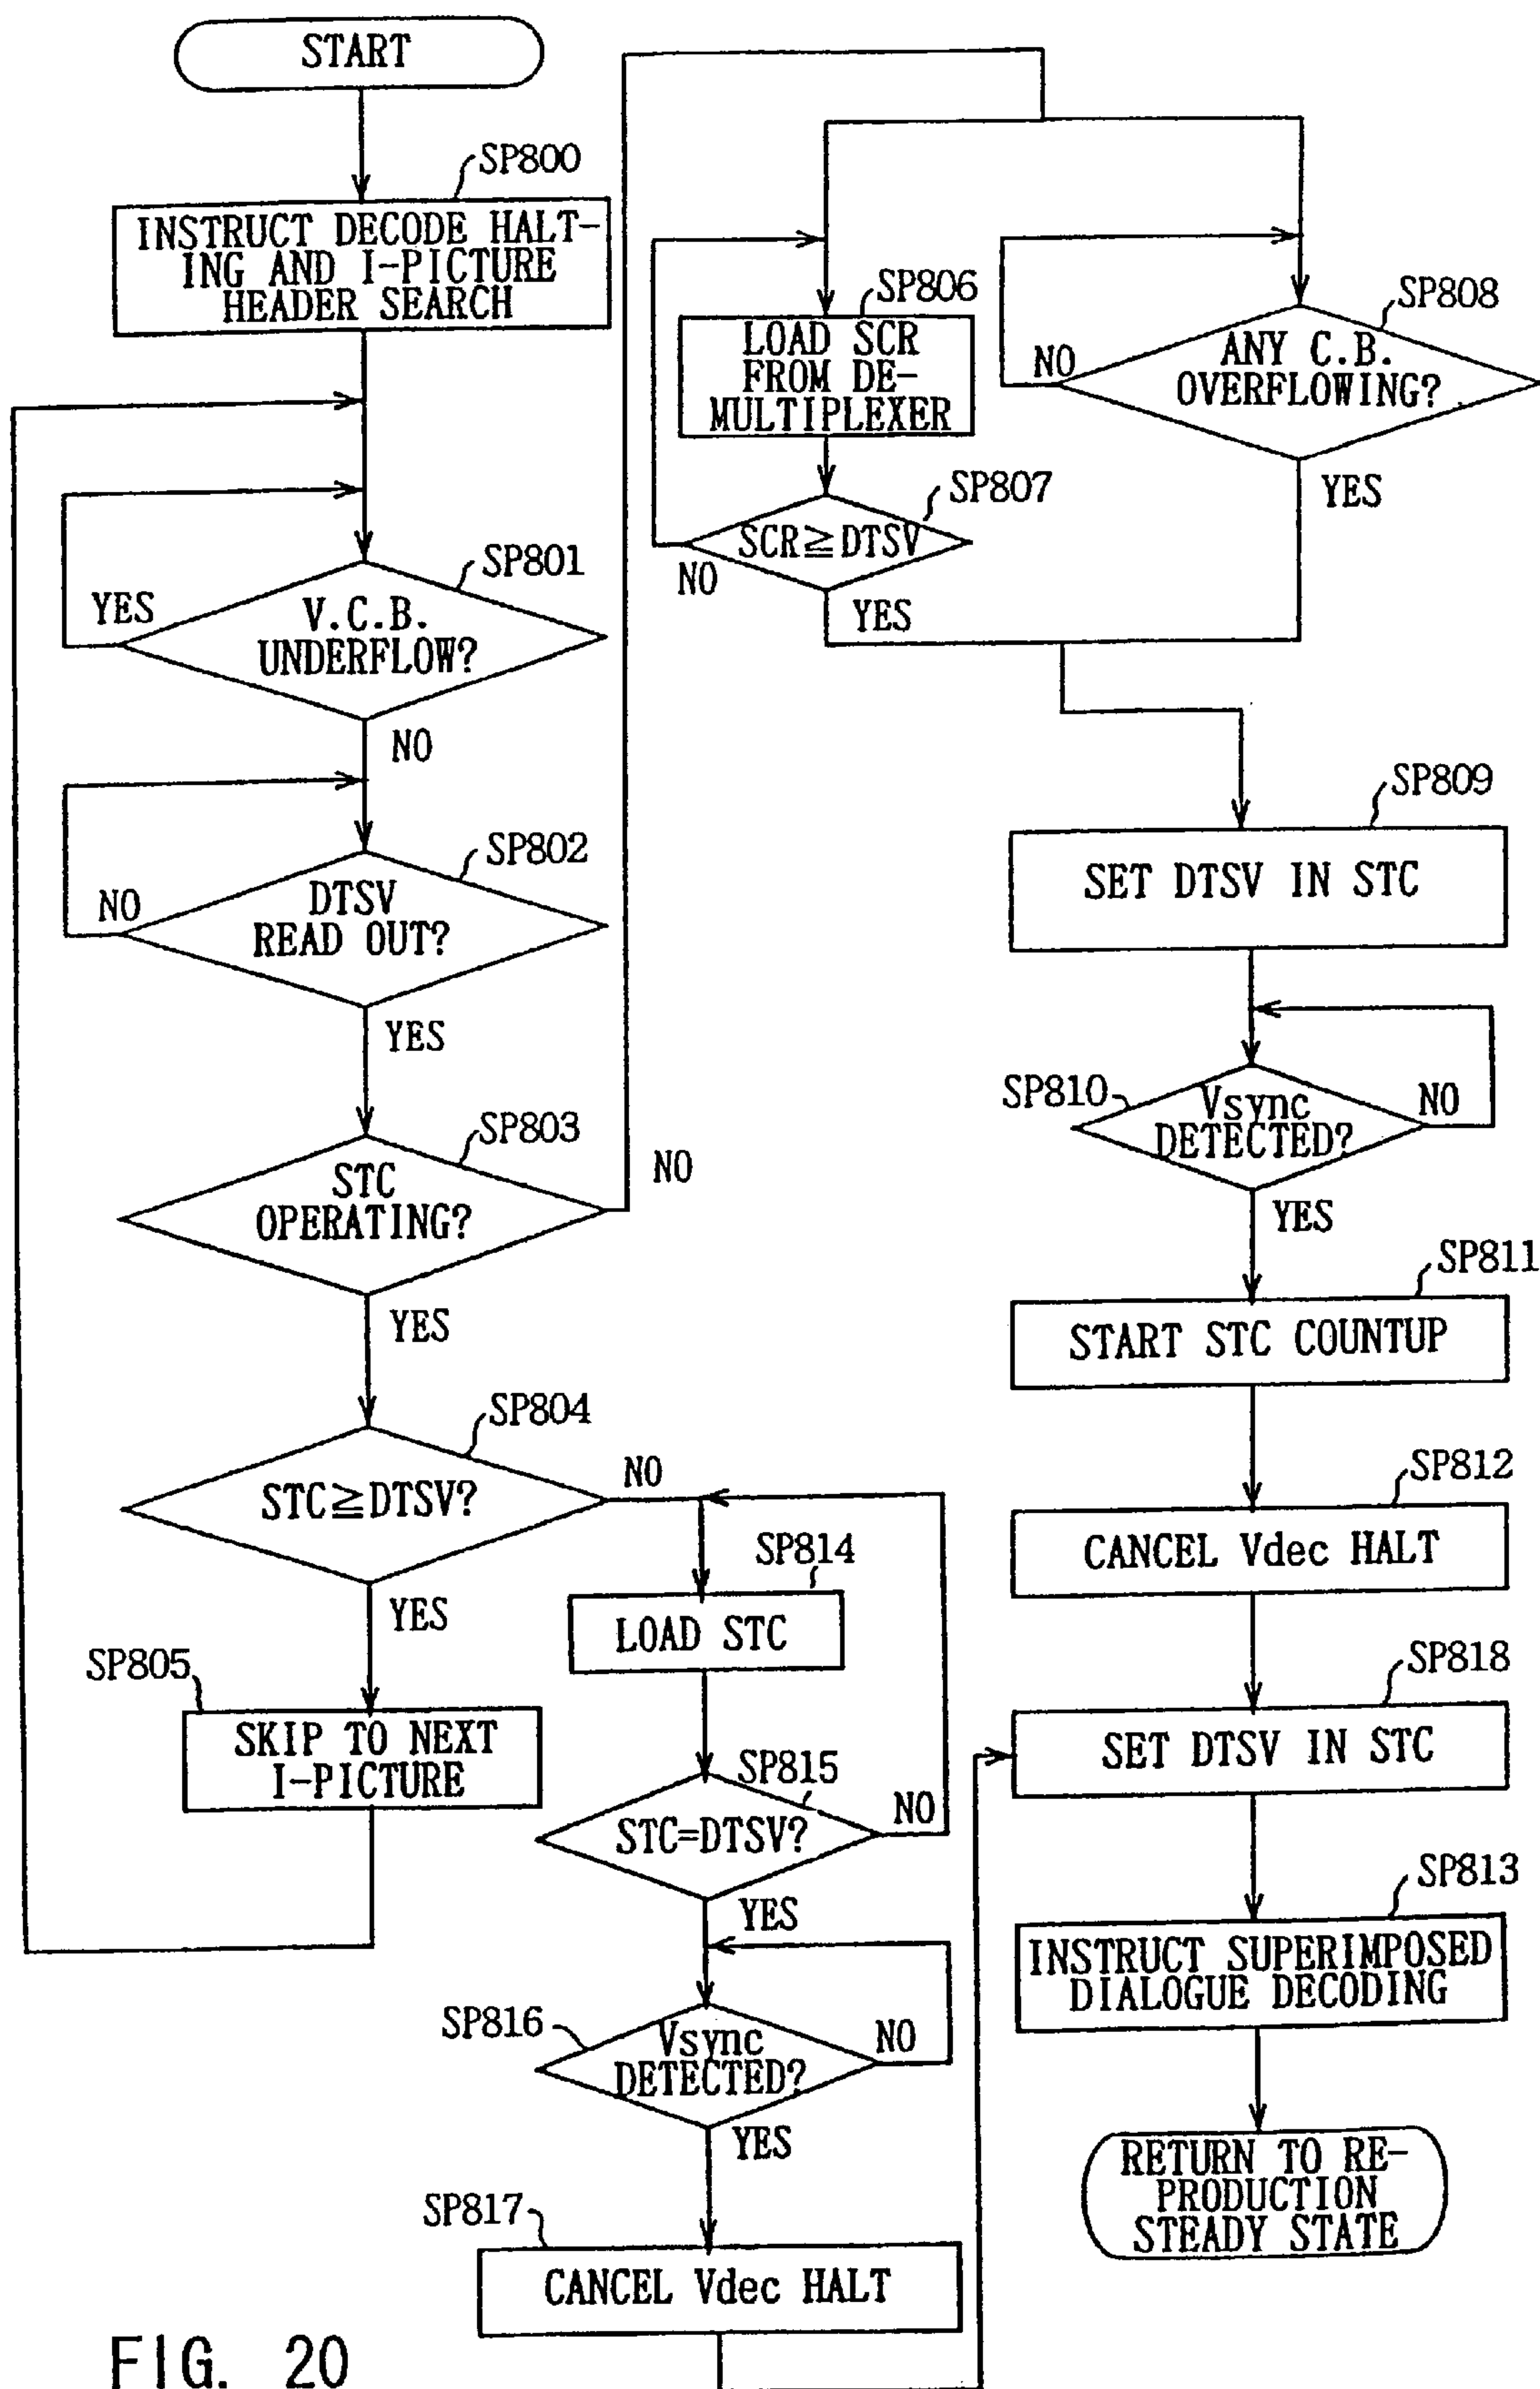 START
SP800
INSTRUCT DECODE HALT-
ING AND I-PICTURE
HEADER SEARCH
SP801
YES
V.C.B.
UNDERFLOW?
NO
SP802
NO
DTSV
READ OUT?
YES
SP803
STC
OPERATING?
NO
YES
SP804
STC≧DTSV?
NO
YES
SP805
SKIP TO NEXT
I-PICTURE
SP814
LOAD STC
SP815
STC=DTSV?
NO
YES
SP816
Vsync
DETECTED?
NO
YES
SP817
CANCEL Vdec HALT
SP806
LOAD SCR
FROM DE-
MULTIPLEXER
SP807
SCR≧DTSV
NO
YES
SP808
ANY C.B.
OVERFLOWING?
NO
YES
SP809
SET DTSV IN STC
SP810
Vsync
DETECTED?
NO
YES
SP811
START STC COUNTUP
SP812
CANCEL Vdec HALT
SP818
SET DTSV IN STC
SP813
INSTRUCT SUPERIMPOSED
DIALOGUE DECODING
RETURN TO RE-
PRODUCTION
STEADY STATE
FIG. 20